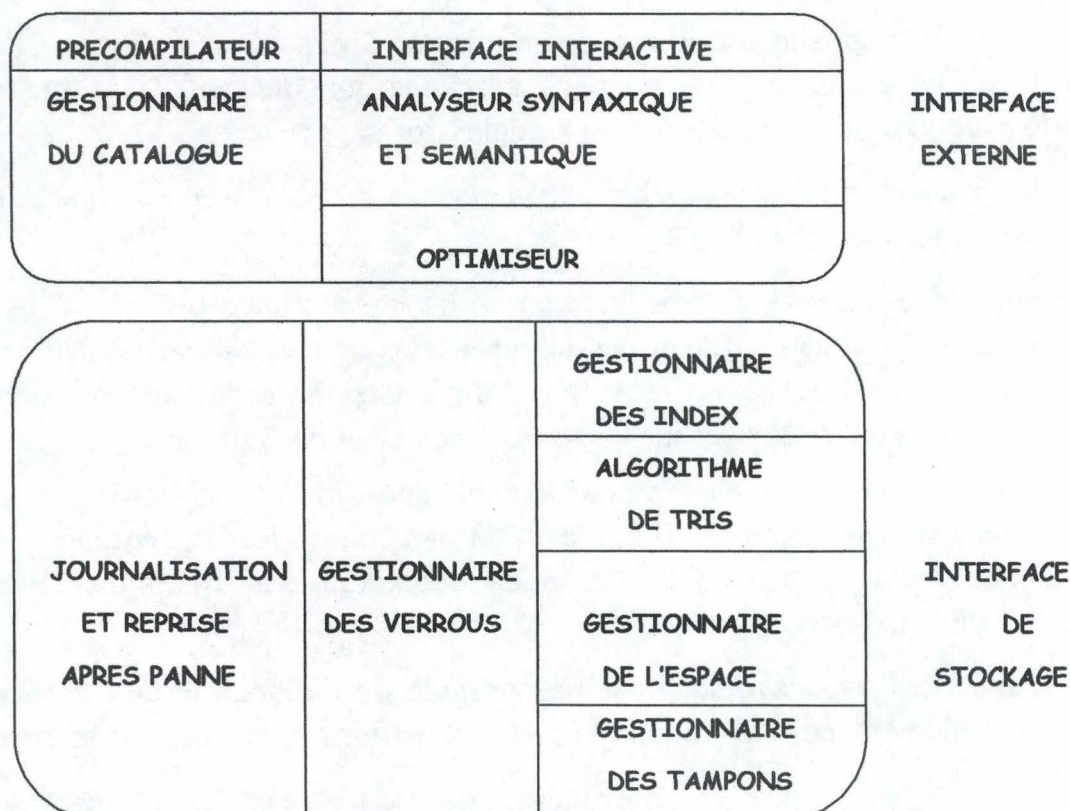 PRECOMPILATEUR
INTERFACE INTERACTIVE
GESTIONNAIRE
DU CATALOGUE
ANALYSEUR SYNTAXIQUE
ET SEMANTIQUE
OPTIMISEUR
INTERFACE
EXTERNE
JOURNALISATION
ET REPRISE
APRES PANNE
GESTIONNAIRE
DES VERROUS
GESTIONNAIRE
DES INDEX
ALGORITHME
DE TRIS
GESTIONNAIRE
DE L'ESPACE
GESTIONNAIRE
DES TAMPONS
INTERFACE
DE
STOCKAGE